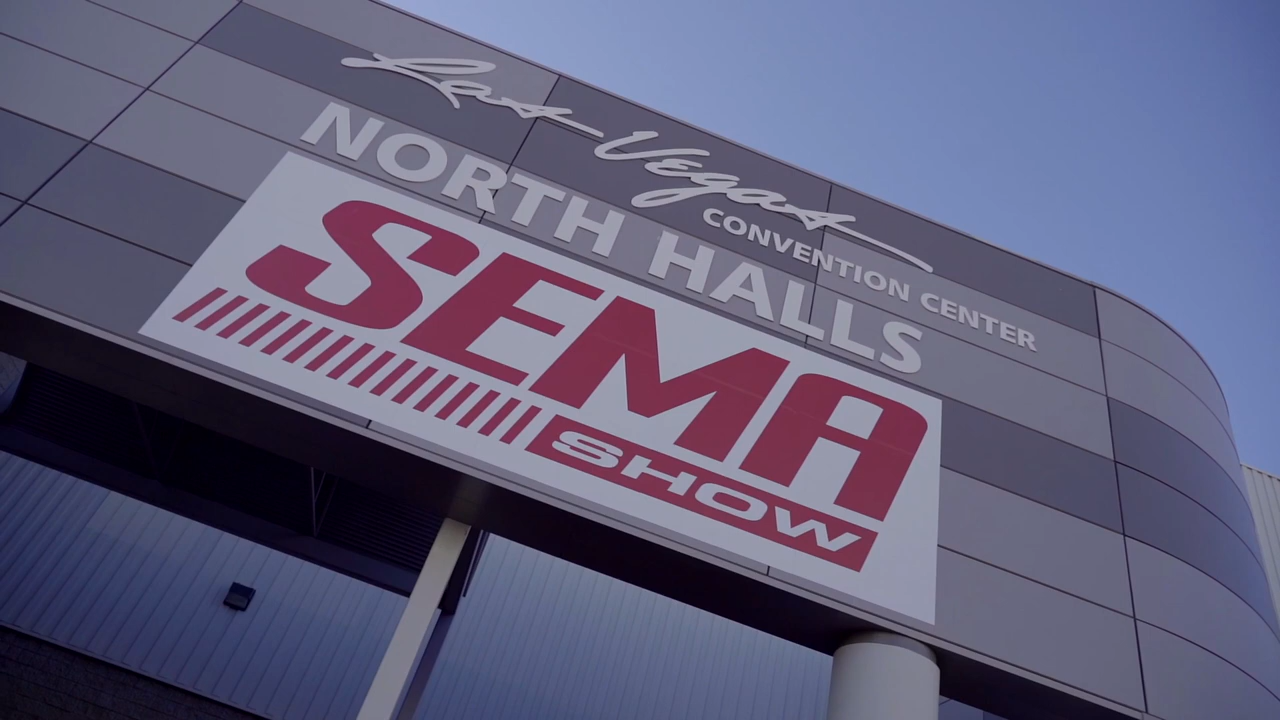 Las Vegas
CONVENTION CENTER
NORTH HALLS
SEMA
SHOW